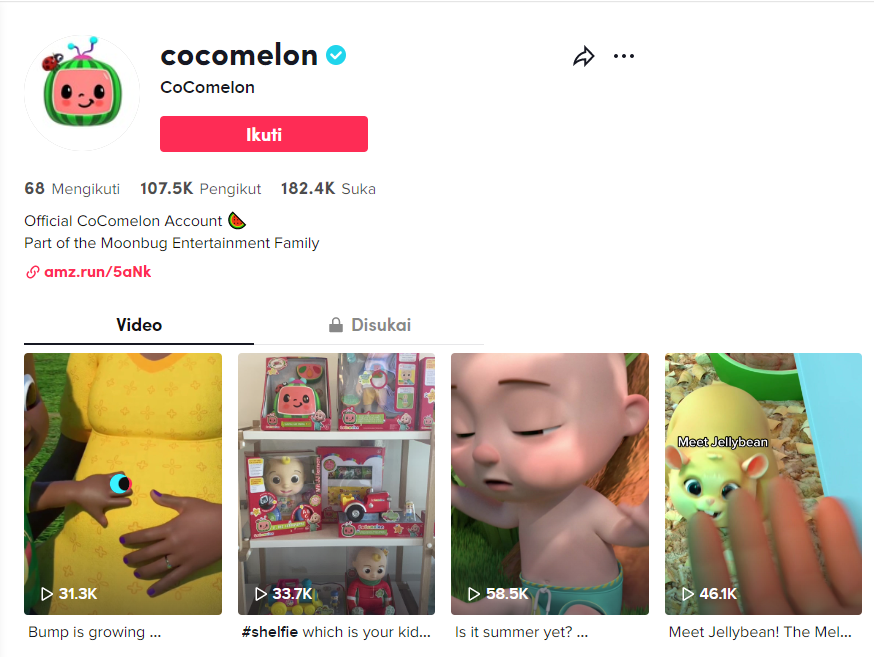 cocomelon
CoComelon
Ikuti
68 Mengikuti 107.5K Pengikut 182.4K Suka
Official CoComelon Account 🍉
Part of the Moonbug Entertainment Family
amz.run/5aNk
Video Disukai
Meet Jellybean
31.3K 33.7K 58.5K 46.1K
Bump is growing ... #shelfie which is your kid... Is it summer yet? ... Meet Jellybean! The Mel...